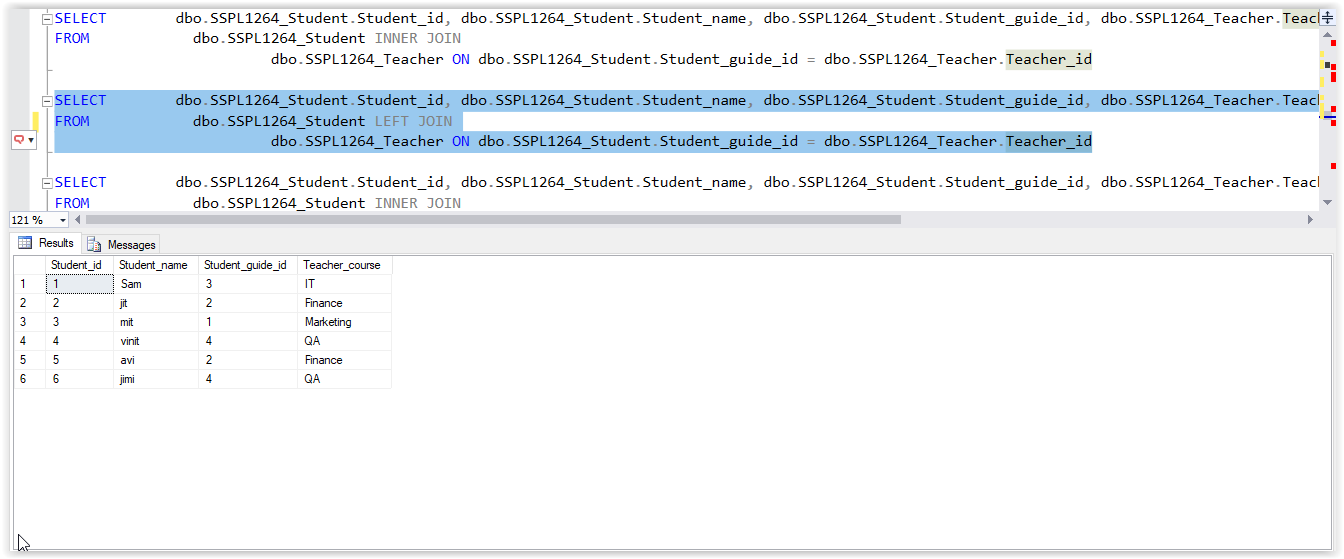 SELECT dbo.SSPL1264_Student.Student_id, dbo.SSPL1264_Student.Student_name, dbo.SSPL1264_Student.Student_guide_id, dbo.SSPL1264_Teacher.Teach
FROM dbo.SSPL1264_Student INNER JOIN
dbo.SSPL1264_Teacher ON dbo.SSPL1264_Student.Student_guide_id = dbo.SSPL1264_Teacher.Teacher_id
SELECT dbo.SSPL1264_Student.Student_id, dbo.SSPL1264_Student.Student_name, dbo.SSPL1264_Student.Student_guide_id, dbo.SSPL1264_Teacher.Teach
FROM dbo.SSPL1264_Student LEFT JOIN
dbo.SSPL1264_Teacher ON dbo.SSPL1264_Student.Student_guide_id = dbo.SSPL1264_Teacher.Teacher_id
SELECT dbo.SSPL1264_Student.Student_id, dbo.SSPL1264_Student.Student_name, dbo.SSPL1264_Student.Student_guide_id, dbo.SSPL1264_Teacher.Teach
FROM dbo.SSPL1264_Student INNER JOIN
121 %
Results Messages
Student_id Student_name Student_guide_id Teacher_course
1 1 Sam 3 IT
2 2 jit 2 Finance
3 3 mit 1 Marketing
4 4 vinit 4 QA
5 5 avi 2 Finance
6 6 jimi 4 QA